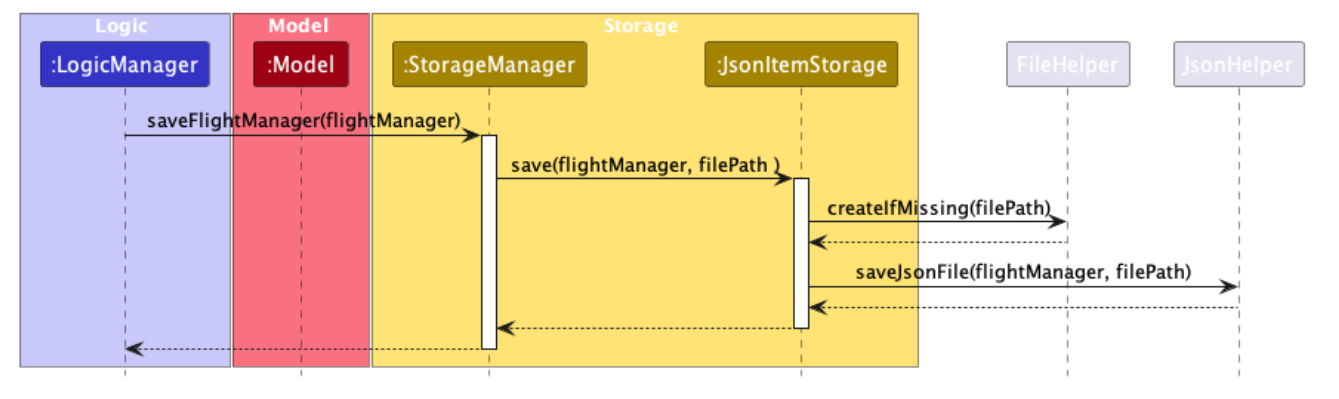 Logic
Model
Storage
:LogicManager
:Model
:StorageManager
:JsonItemStorage
FileHelper
JsonHelper
saveFlightManager(flightManager)
save(flightManager, filePath )
createIfMissing(filePath)
saveJsonFile(flightManager, filePath)